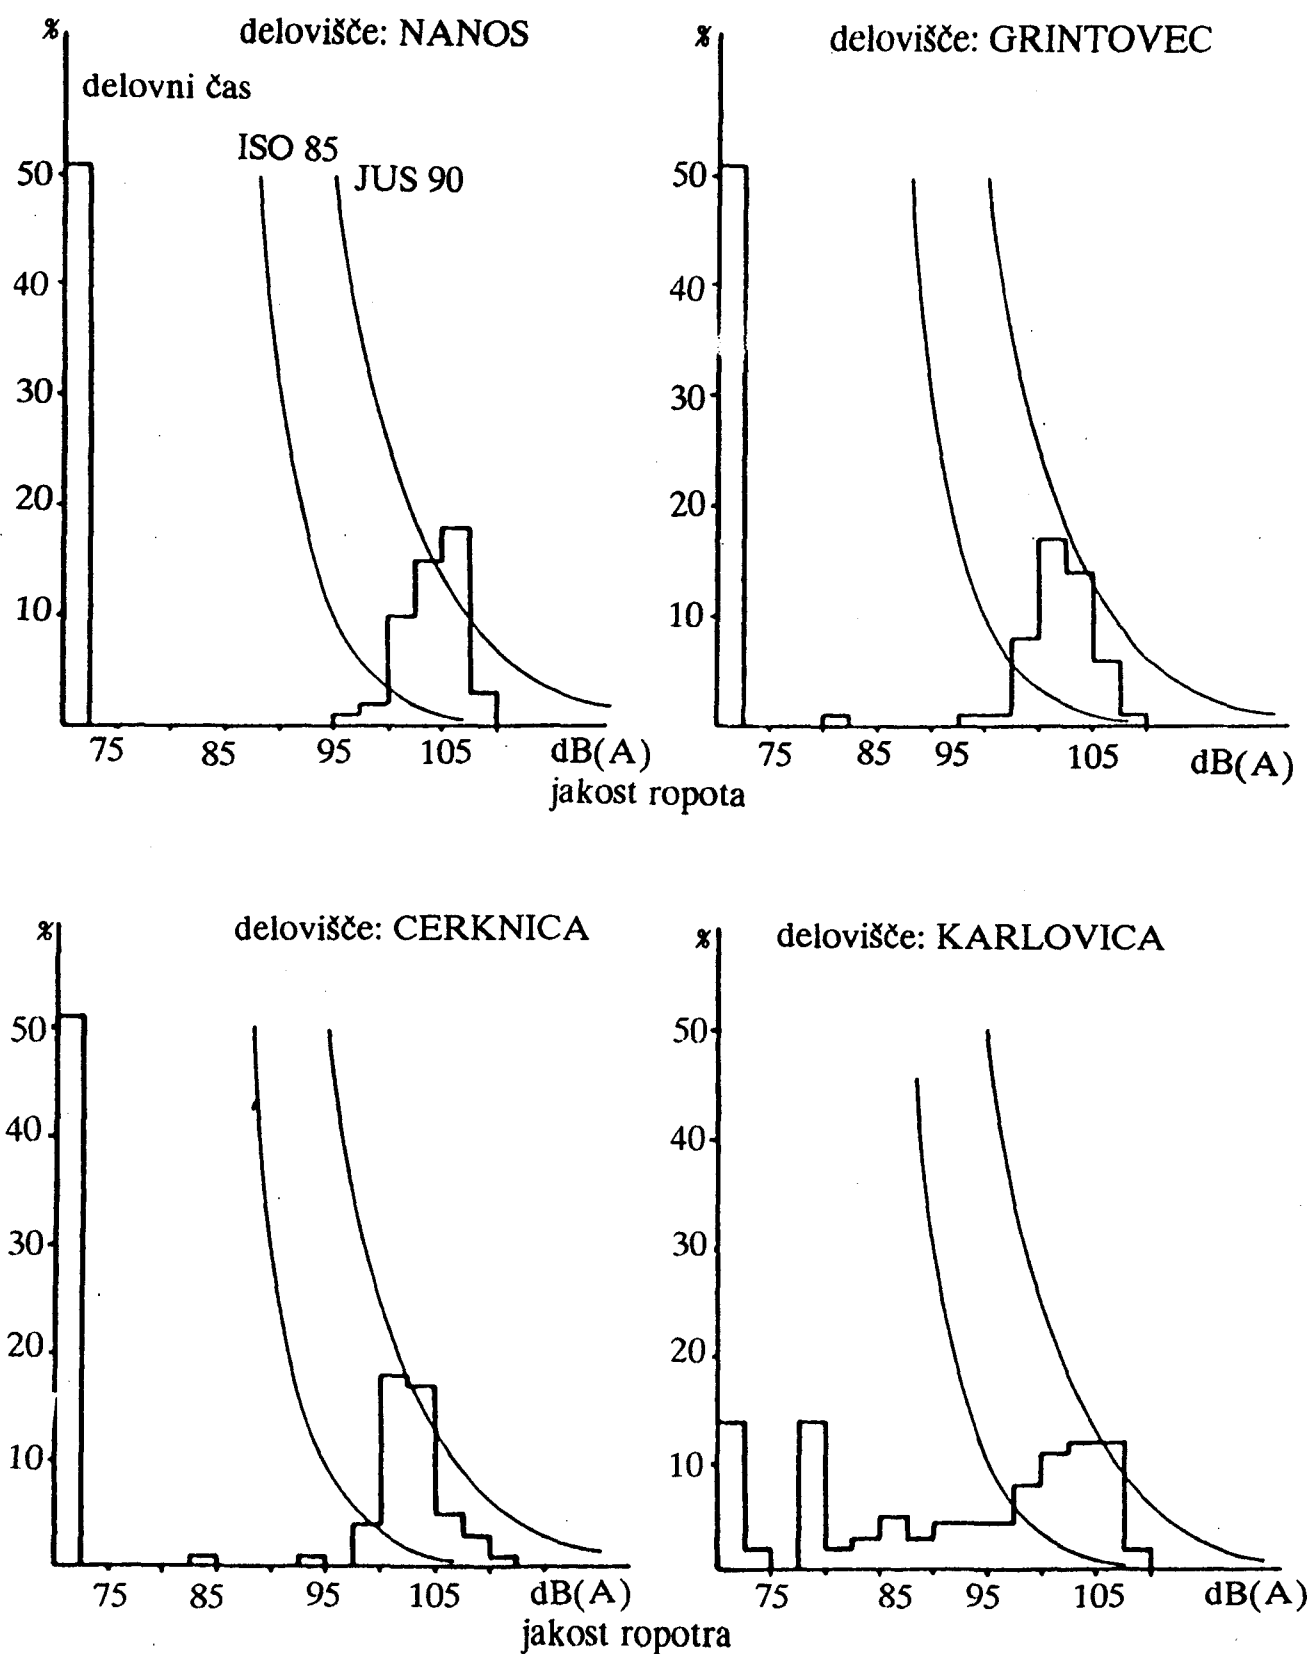 % delovišče: NANOS
delovni čas
ISO 85
JUS 90
50
40
30
20
10
75 85 95 105 dB(A)
jakost ropota
% delovišče: GRINTOVEC
50
40
30
20
10
75 85 95 105 dB(A)
% delovišče: CERKNICA
50
40
30
20
10
75 85 95 105 dB(A)
jakost ropotra
% delovišče: KARLOVICA
50
40
30
20
10
75 85 95 105 dB(A)